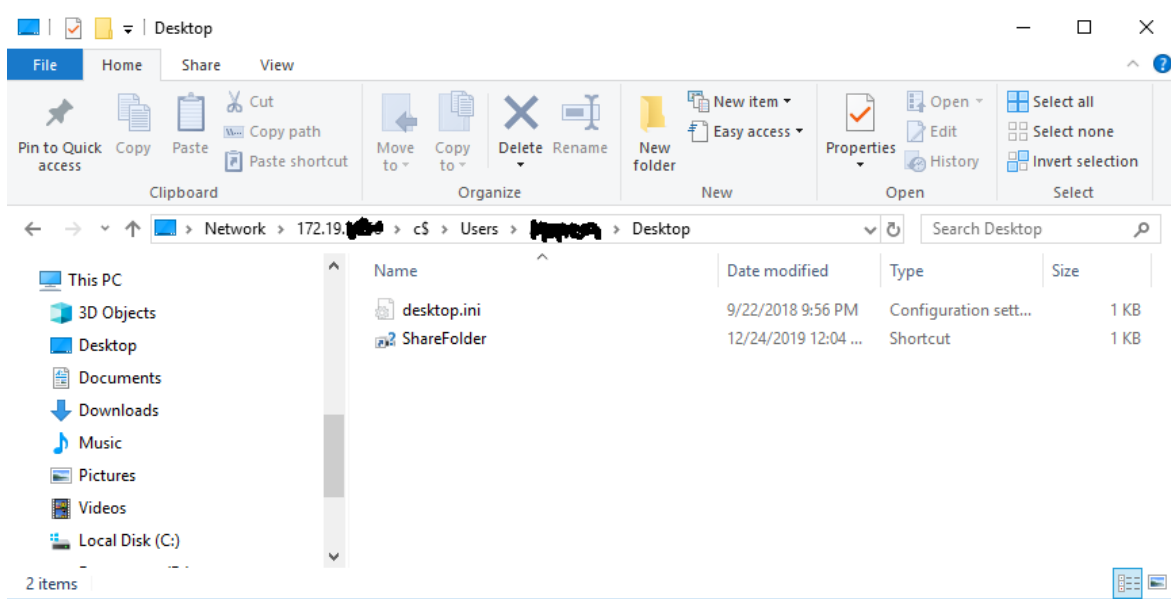 Desktop
File Home Share View
Pin to Quick access
Copy
Paste
Cut
Copy path
Paste shortcut
Clipboard
Move to
Copy to
Delete
Rename
Organize
New folder
New item
Easy access
New
Properties
Open
Edit
History
Open
Select all
Select none
Invert selection
Select
Network > 172.19. > c$ > Users > > Desktop
Search Desktop
This PC
3D Objects
Desktop
Documents
Downloads
Music
Pictures
Videos
Local Disk (C:)
Name Date modified Type Size
desktop.ini 9/22/2018 9:56 PM Configuration sett... 1 KB
ShareFolder 12/24/2019 12:04 ... Shortcut 1 KB
2 items